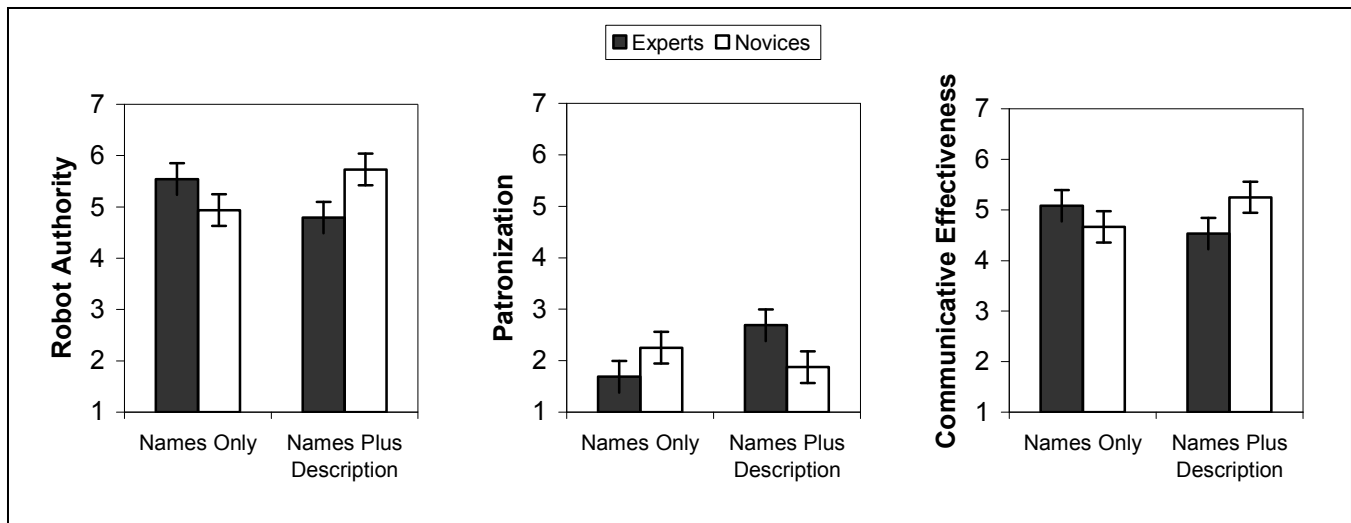 Experts Novices
Robot Authority
7
6
5
4
3
2
1
Names Only
Names Plus
Description
Patronization
7
6
5
4
3
2
1
Names Only
Names Plus
Description
Communicative Effectiveness
7
6
5
4
3
2
1
Names Only
Names Plus
Description